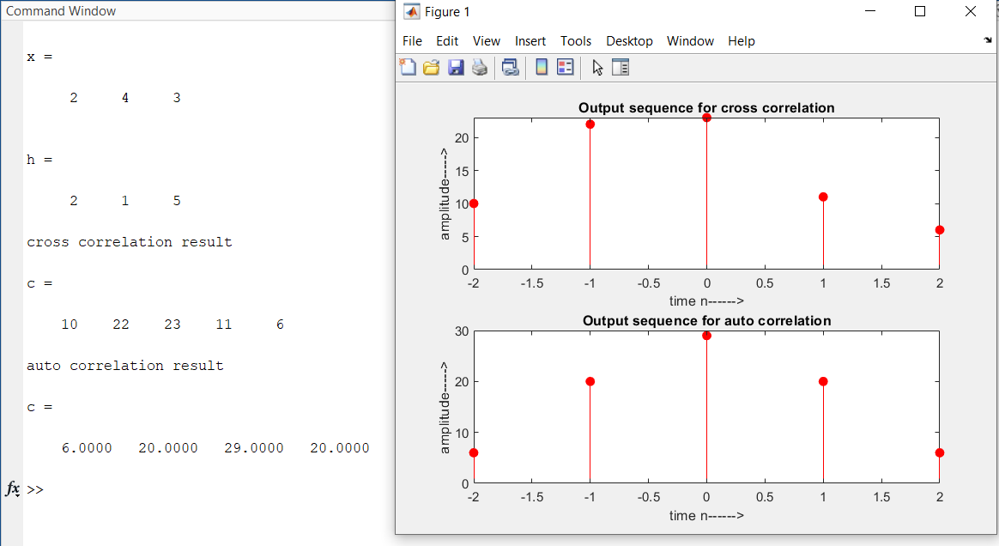 Command Window
x =
2 4 3
h =
2 1 5
cross correlation result
c =
10 22 23 11 6
auto correlation result
c =
6.0000 20.0000 29.0000 20.0000
fx >>
Figure 1
File Edit View Insert Tools Desktop Window Help
Output sequence for cross correlation
20
15
10
5
0
amplitude----->
-2 -1.5 -1 -0.5 0 0.5 1 1.5 2
time n------>
Output sequence for auto correlation
30
20
10
0
amplitude----->
-2 -1.5 -1 -0.5 0 0.5 1 1.5 2
time n------>